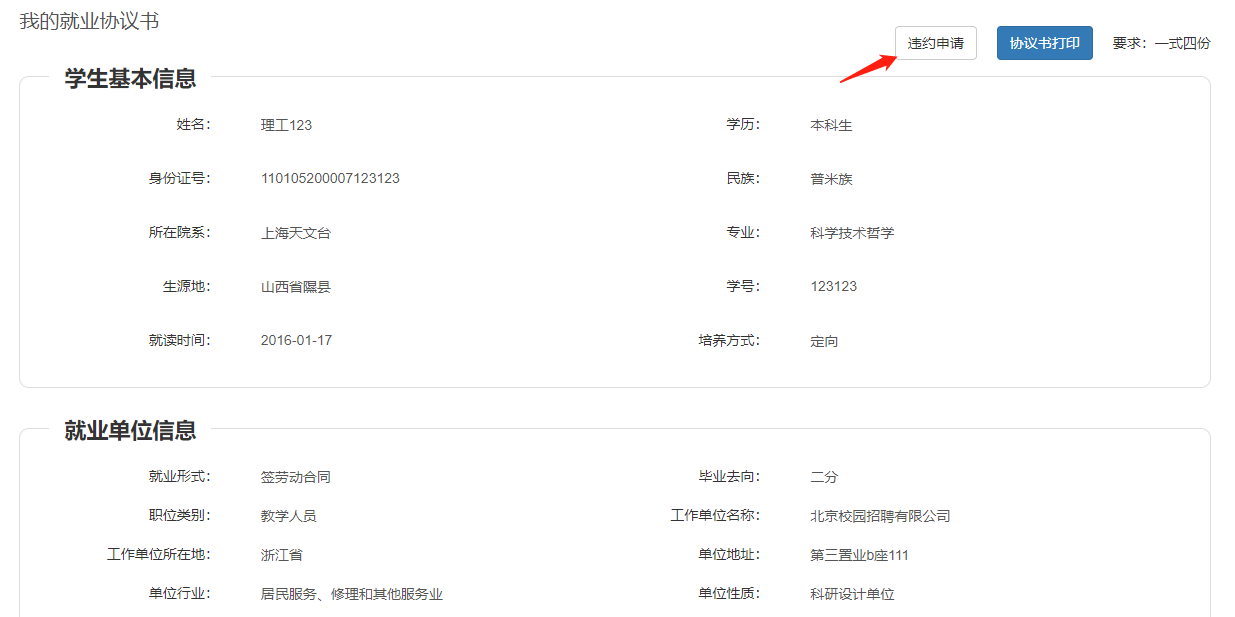 我的就业协议书
违约申请 协议书打印 要求：一式四份
学生基本信息
姓名： 理工123 学历： 本科生
身份证号： 110105200007123123 民族： 普米族
所在院系： 上海天文台 专业： 科学技术哲学
生源地： 山西省隰县 学号： 123123
就读时间： 2016-01-17 培养方式： 定向
就业单位信息
就业形式： 签劳动合同 毕业去向： 二分
职位类别： 教学人员 工作单位名称： 北京校园招聘有限公司
工作单位所在地： 浙江省 单位地址： 第三置业b座111
单位行业： 居民服务、修理和其他服务业 单位性质： 科研设计单位